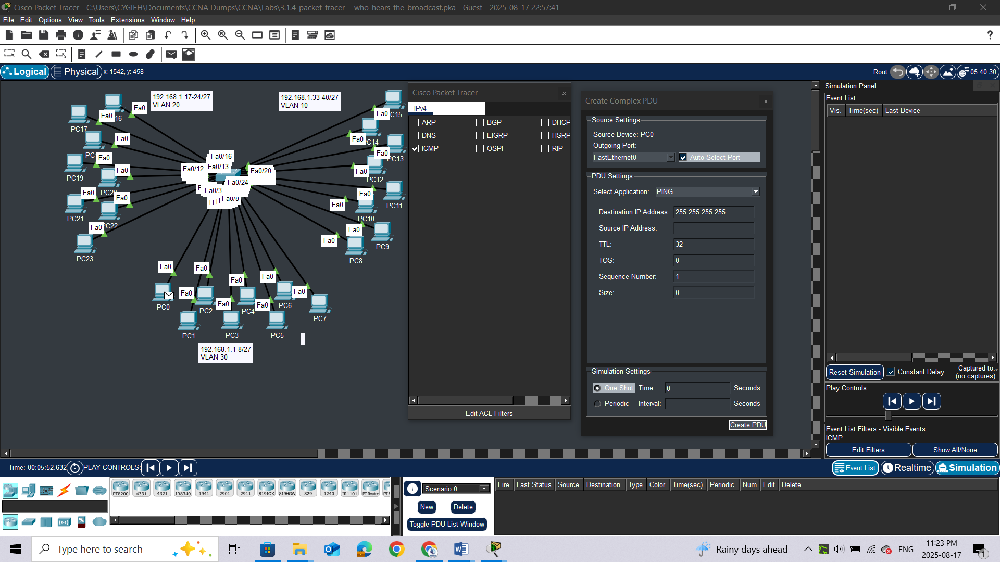 Cisco Packet Tracer - C:\Users\CYGIEH\Documents\CCNA Dumps\CCNA\Labs\3.1.4-packet-tracer---who-hears-the-broadcast.pka - Guest - 2025-08-17 22:57:41
File Edit Options View Tools Extensions Window Help
?
Logical Physical x: 1542, y: 458
Root 05:40:30
192.168.1.17-24/27
VLAN 20
192.168.1.33-40/27
VLAN 10
Fa0
Fa0 16
PC17
Fa0
Fa0
PC19
Fa0
PC20
Fa0
Fa0
PC21
PC22
Fa0
PC23
Fa0/16
Fa0/12
Fa0/13
Fa0/20
Fa0/24
Fa0/3
Fa0/8
Fa0 C15
Fa0 C14
Fa0
PC13
Fa0
PC12
Fa0
Fa0
PC11
PC10
Fa0
Fa0
PC9
PC8
Fa0
Fa0
Fa0
Fa0
Fa0
Fa0
Fa0
Fa0
PC0
PC2
PC4
PC6
PC7
PC1
PC3
PC5
192.168.1.1-8/27
VLAN 30
Cisco Packet Tracer
IPv4
ARP BGP DHCP
DNS EIGRP HSRP
ICMP OSPF RIP
Edit ACL Filters
Create Complex PDU
Source Settings
Source Device: PC0
Outgoing Port:
FastEthernet0 Auto Select Port
PDU Settings
Select Application: PING
Destination IP Address: 255.255.255.255
Source IP Address:
TTL: 32
TOS: 0
Sequence Number: 1
Size: 0
Simulation Settings
One Shot Time: 0 Seconds
Periodic Interval: Seconds
Create PDU
Simulation Panel
Event List
Vis. Time(sec) Last Device
Reset Simulation Constant Delay Captured to:
(no captures)
Play Controls
Event List Filters - Visible Events
ICMP
Edit Filters Show All/None
Time: 00:05:52.632 PLAY CONTROLS:
Event List Realtime Simulation
PT8200 4331 4321 IR8340 1941 2901 2911 819IOX 819HGW 829 1240 IR1101 PT-Router
Scenario 0
New Delete
Toggle PDU List Window
Fire Last Status Source Destination Type Color Time(sec) Periodic Num Edit Delete
Type here to search
Rainy days ahead
ENG
11:23 PM
2025-08-17
1